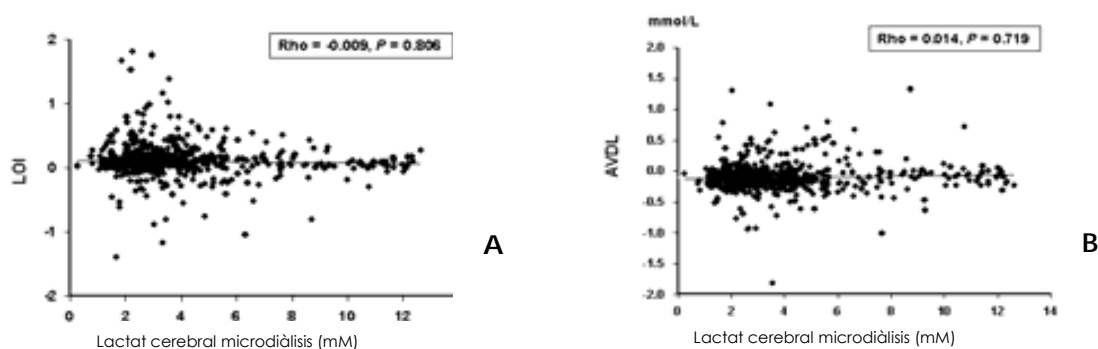 Rho = -0.009, P = 0.806
2
1
0
-1
-2
LOI
0 2 4 6 8 10 12
Lactat cerebral microdiàlisis (mM)
A
mmol/L
Rho = 0.014, P = 0.719
2.0
1.5
1.0
0.5
0.0
-0.5
-1.0
-1.5
-2.0
AVDL
0 2 4 6 8 10 12 14
Lactat cerebral microdiàlisis (mM)
B